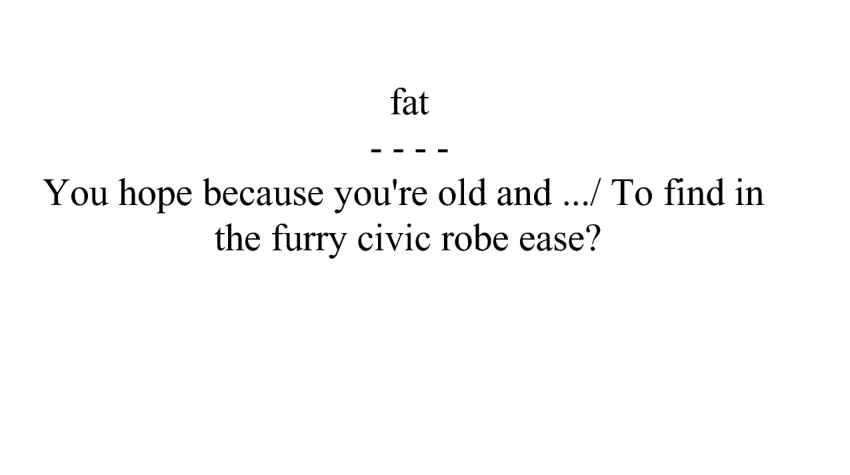 fat
- - - -
You hope because you're old and .../ To find in
the furry civic robe ease?